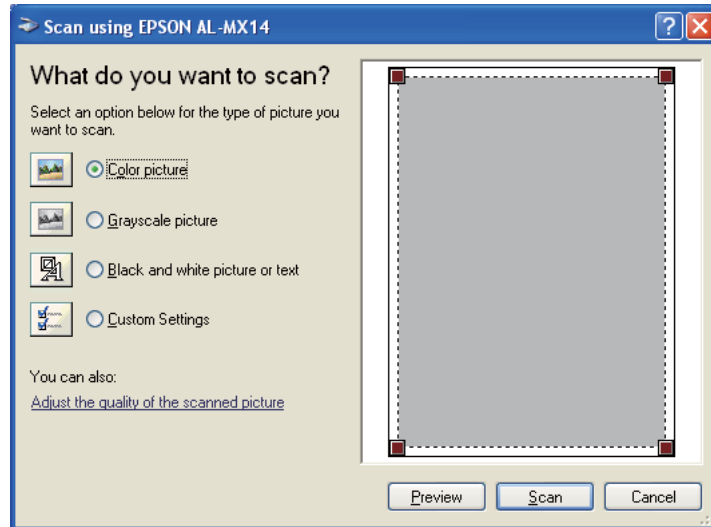 Scan using EPSON AL-MX14
What do you want to scan?
Select an option below for the type of picture you
want to scan.
Color picture
Grayscale picture
Black and white picture or text
Custom Settings
You can also:
Adjust the quality of the scanned picture
Preview
Scan
Cancel